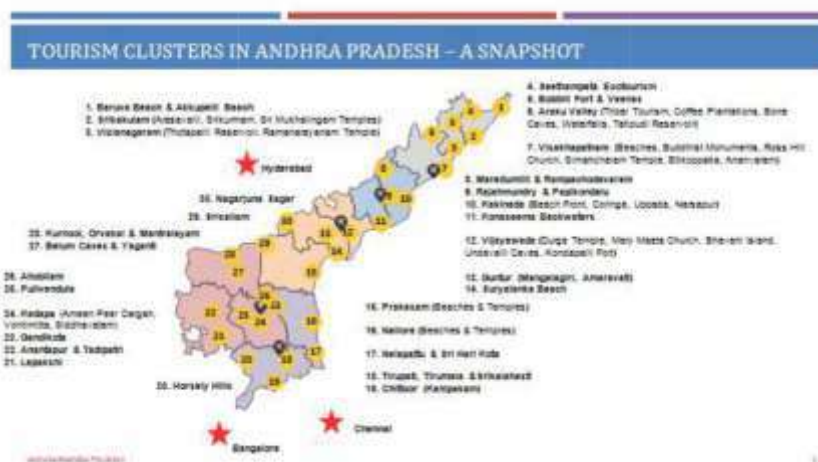 TOURISM CLUSTERS IN ANDHRA PRADESH – A SNAPSHOT
1. Baruva Beach & Akkupalli Beach
2. Srikakulam (Arasavalli, Srikurmam, Sri Mukhalingam Temples)
3. Vizianagaram (Thotapalli Reservoir, Ramanarayanam Temple)
4. Seethampeta Ecotourism
5. Bobbili Fort & Veenas
6. Araku Valley (Tribal Tourism, Coffee Plantations, Borra
Caves, Waterfalls, Tatipudi Reservoir)
7. Visakhapatnam (Beaches, Buddhist Monuments, Ross Hill
Church, Simhachalam Temple, Etikoppaka, Annavaram)
8. Maredumilli & Rampachodavaram
9. Rajahmundry & Papikondalu
10. Kakinada (Beach Front, Coringa, Uppada, Narsapur)
11. Konaseema Backwaters
12. Vijayawada (Durga Temple, Mary Maata Church, Bhavani Island,
Undavalli Caves, Kondapalli Fort)
13. Guntur (Mangalagiri, Amaravati)
14. Suryalanka Beach
15. Prakasam (Beaches & Temples)
16. Nellore (Beaches & Temples)
17. Nelapattu & Sri Hari Kota
18. Tirupati, Tirumala & Srikalahasti
19. Chittoor (Kanipakam)
20. Horsely Hills
21. Lepakshi
22. Anantapur & Tadipatri
23. Gandikota
24. Kadapa (Ameen Peer Dargah,
Vontimitta, Siddhavatam)
25. Pulivendula
26. Ahobilam
27. Belum Caves & Yaganti
28. Kurnool, Orvakal & Mantralayam
29. Srisailam
30. Nagarjuna Sagar
Hyderabad
Bangalore
Chennai